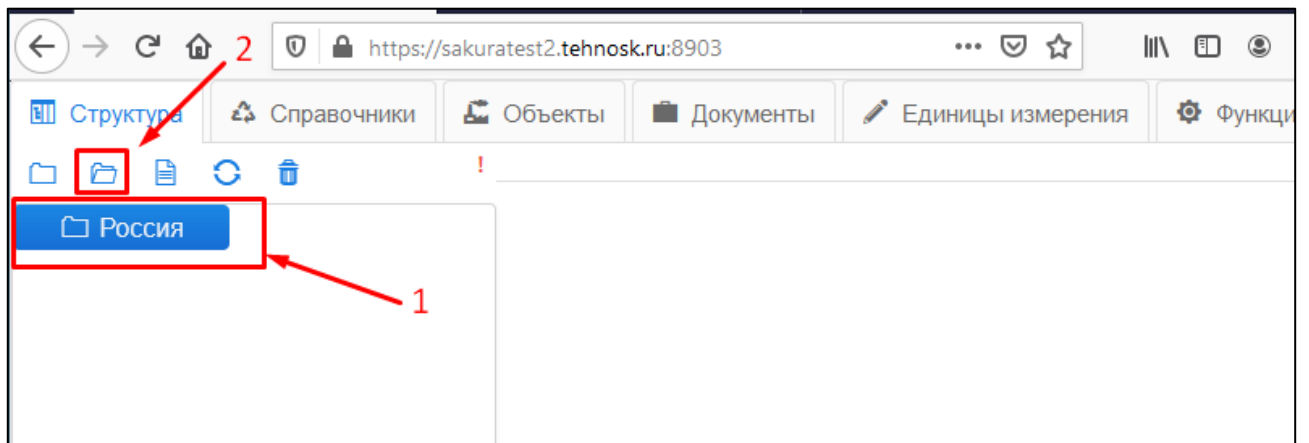 2 https://sakuratest2.tehnosk.ru:8903
Структура Справочники Объекты Документы Единицы измерения Функци
!
Россия
1